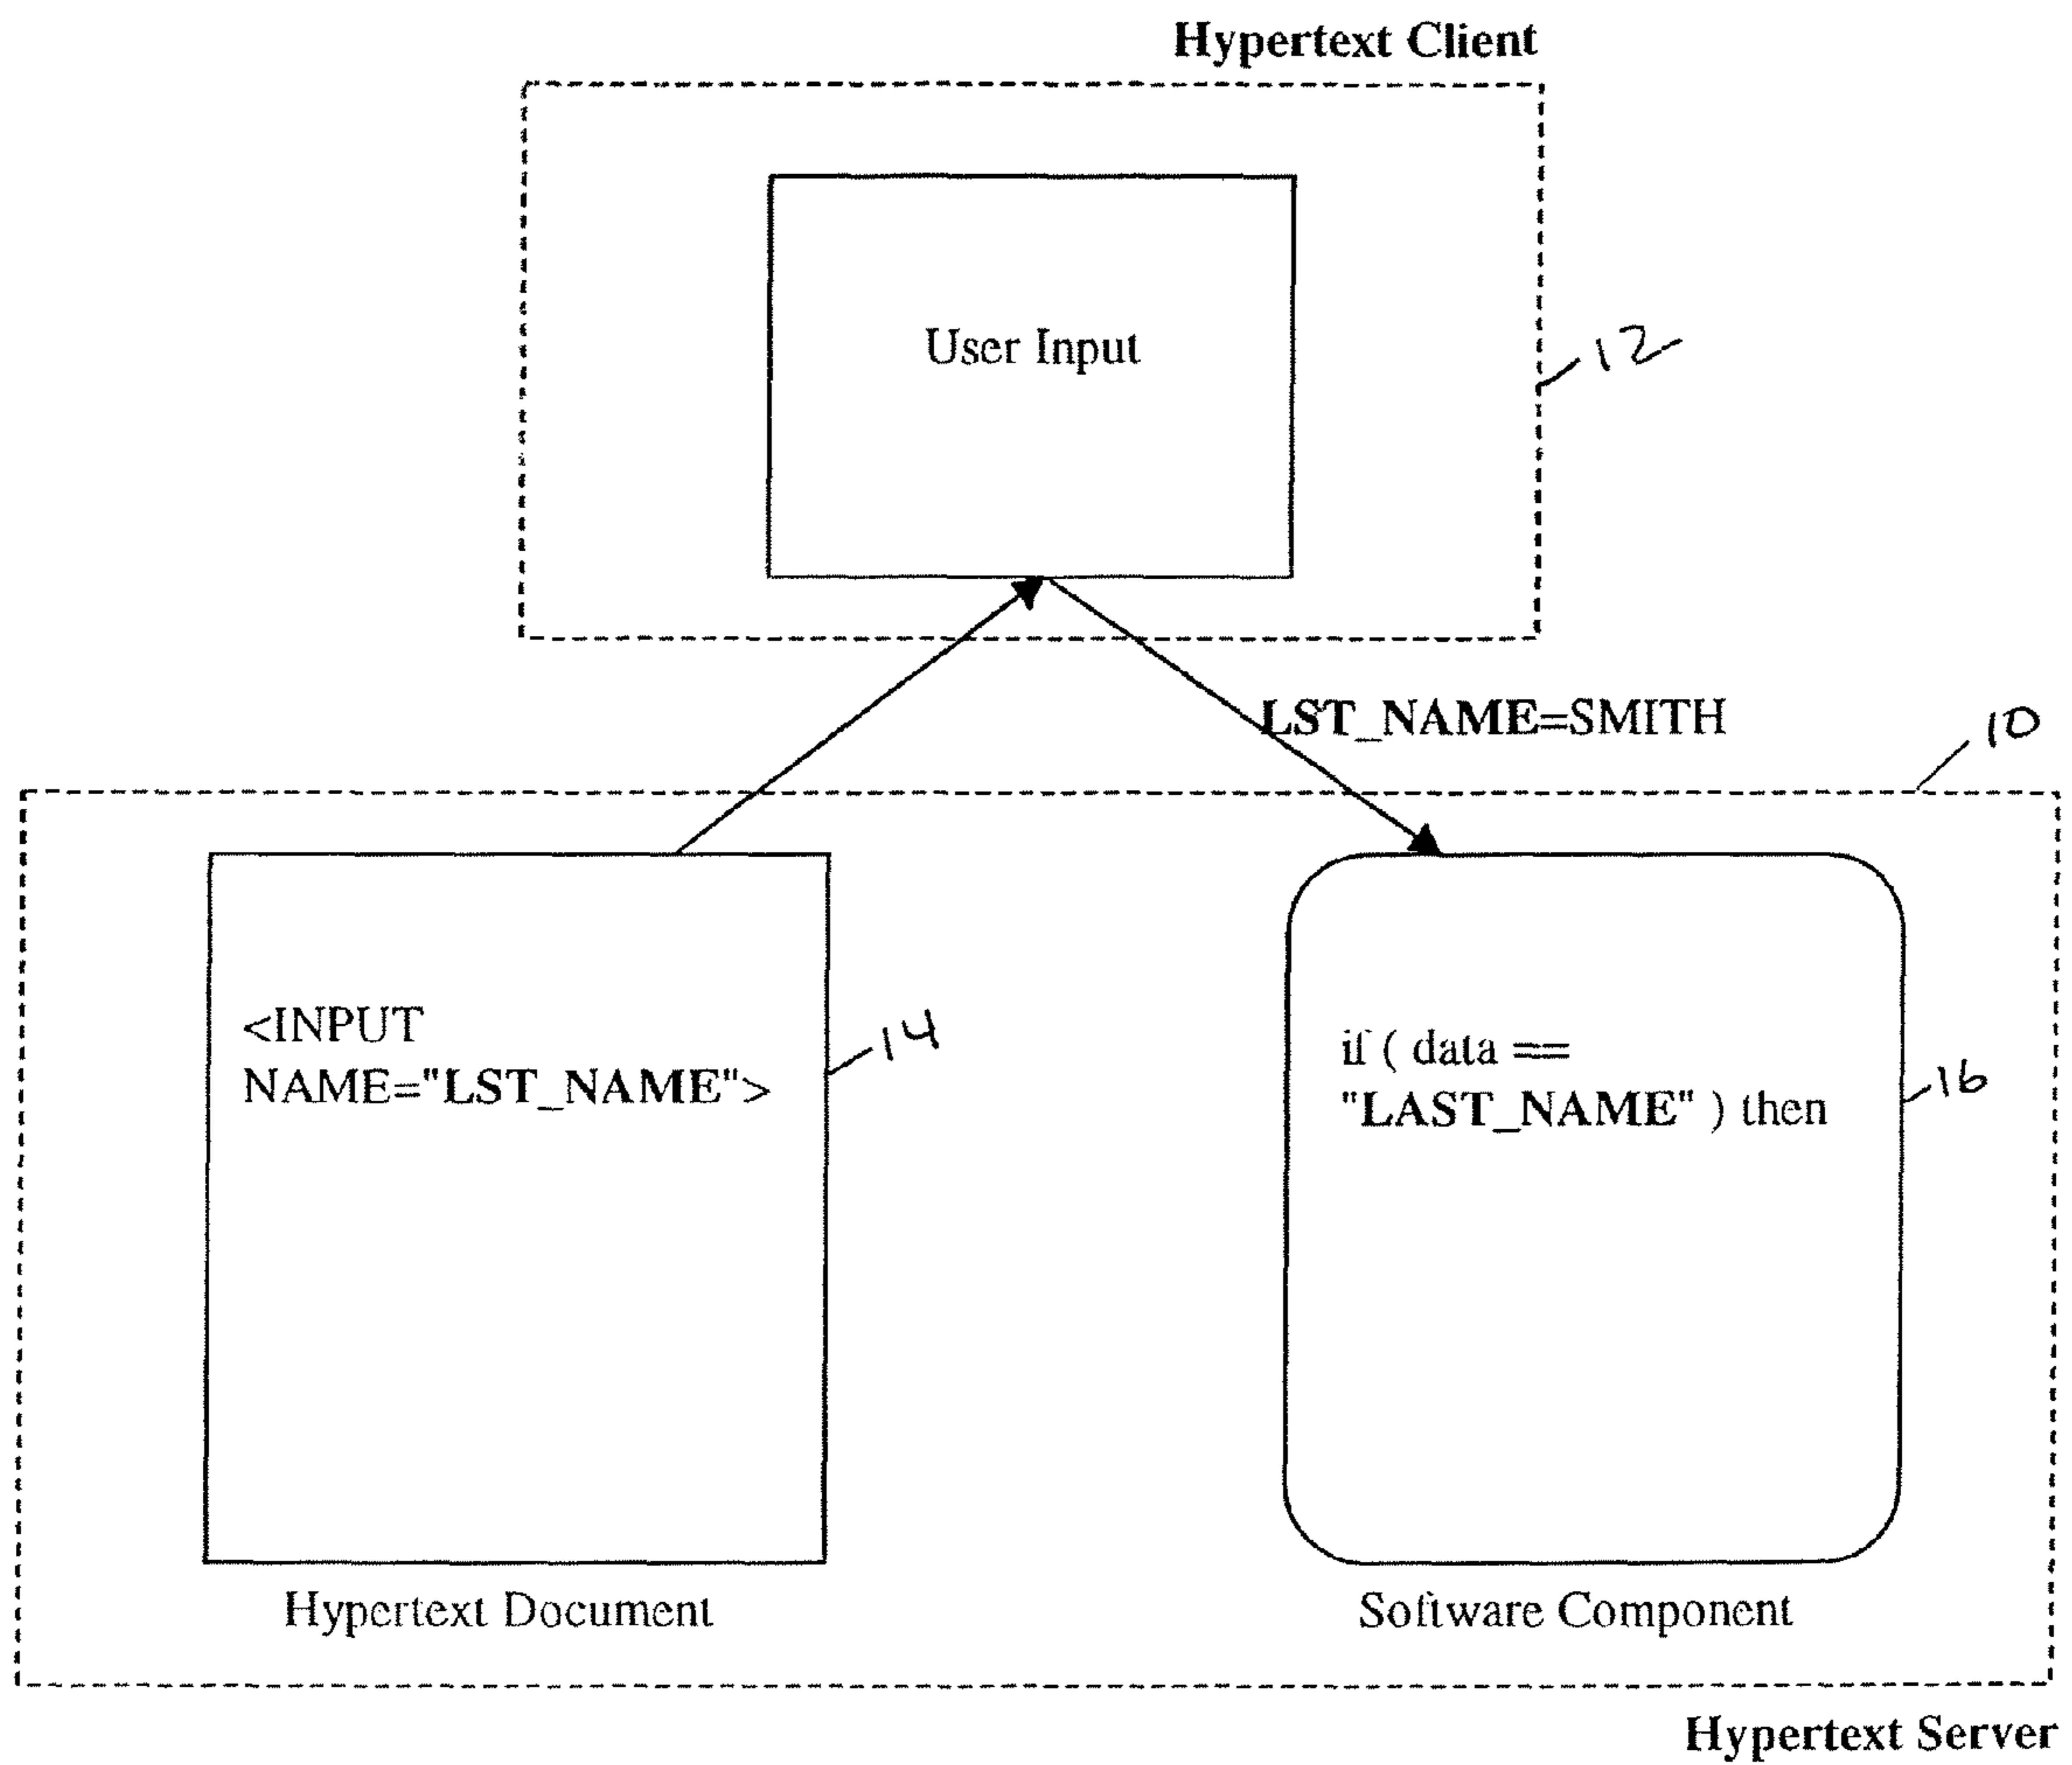 Hypertext Client
User Input
12
LST_NAME=SMITH
10
<INPUT
NAME="LST_NAME">
14
if ( data ==
"LAST_NAME" ) then
16
Hypertext Document
Software Component
Hypertext Server